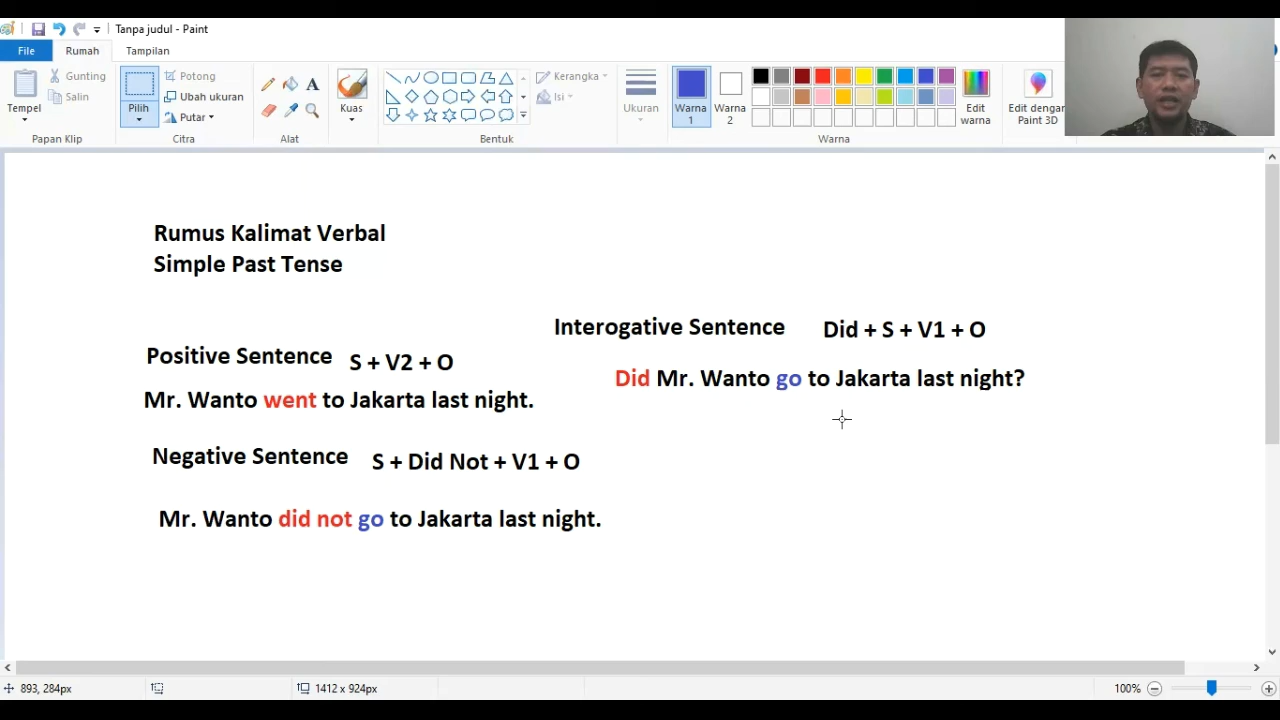 Tanpa judul - Paint
File Rumah Tampilan
Tempel
Gunting
Salin
Papan Klip
Pilih
Potong
Ubah ukuran
Putar
Citra
A
Alat
Kuas
Bentuk
Kerangka
Isi
Ukuran
Warna 1
Warna 2
Edit warna
Warna
Edit dengan Paint 3D
Rumus Kalimat Verbal
Simple Past Tense
Positive Sentence S + V2 + O
Mr. Wanto went to Jakarta last night.
Negative Sentence S + Did Not + V1 + O
Mr. Wanto did not go to Jakarta last night.
Interogative Sentence Did + S + V1 + O
Did Mr. Wanto go to Jakarta last night?
893, 284px
1412 x 924px
100%